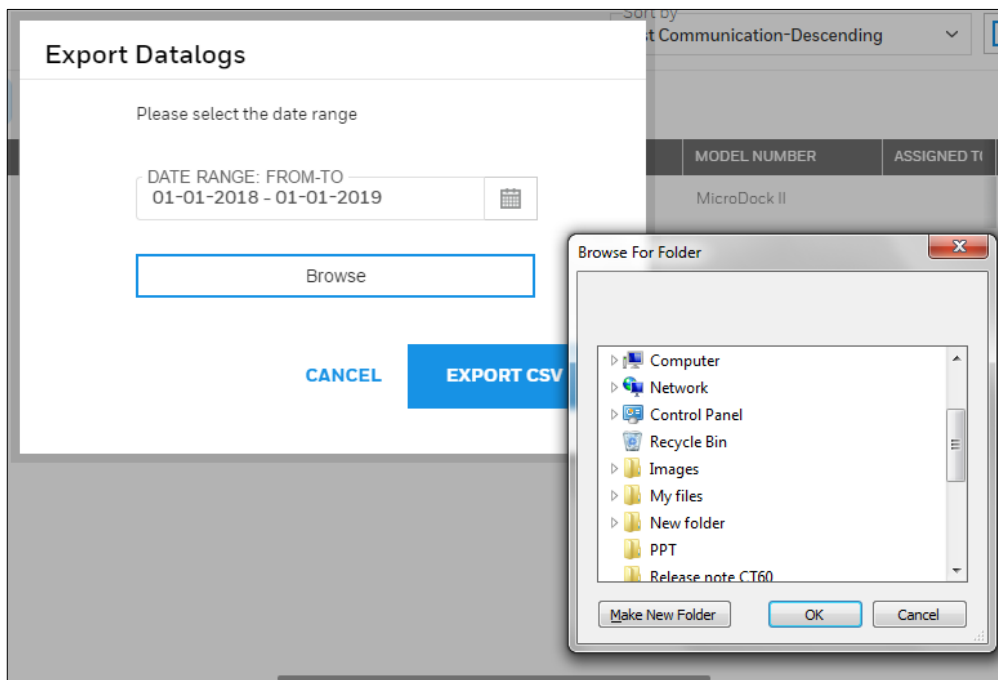 Sort by
st Communication-Descending
Export Datalogs
Please select the date range
MODEL NUMBER
ASSIGNED TO
DATE RANGE: FROM-TO
01-01-2018 - 01-01-2019
MicroDock II
Browse
CANCEL
EXPORT CSV
Browse For Folder
Computer
Network
Control Panel
Recycle Bin
Images
My files
New folder
PPT
Release note CT60
Make New Folder
OK
Cancel